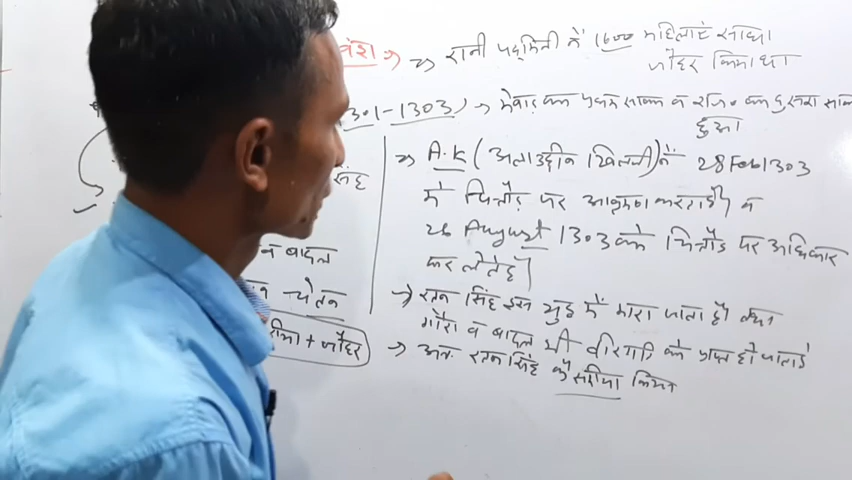 वंश → → रानी पद्मिनी ने 1600 महिलाएं साथ
जौहर किया था
301-1303) → मेवाड़ का प्रथम साका व राज० का दुसरा साका
हुआ
सिंह
→ A.K (अलाउद्दीन खिलजी) ने 28 Feb 1303
में चित्तौड़ पर आक्रमण करता है। व
26 August 1303 को चित्तौड़ पर अधिकार
कर लेते है।
बादल
चेतन
→ रतन सिंह इस युद्ध में मारा जाता है। तथा
गौरा व बादल भी वीरगति को प्राप्त हो जाता है
+ जौहर
→ अतः रतन सिंह ने केसरिया किया